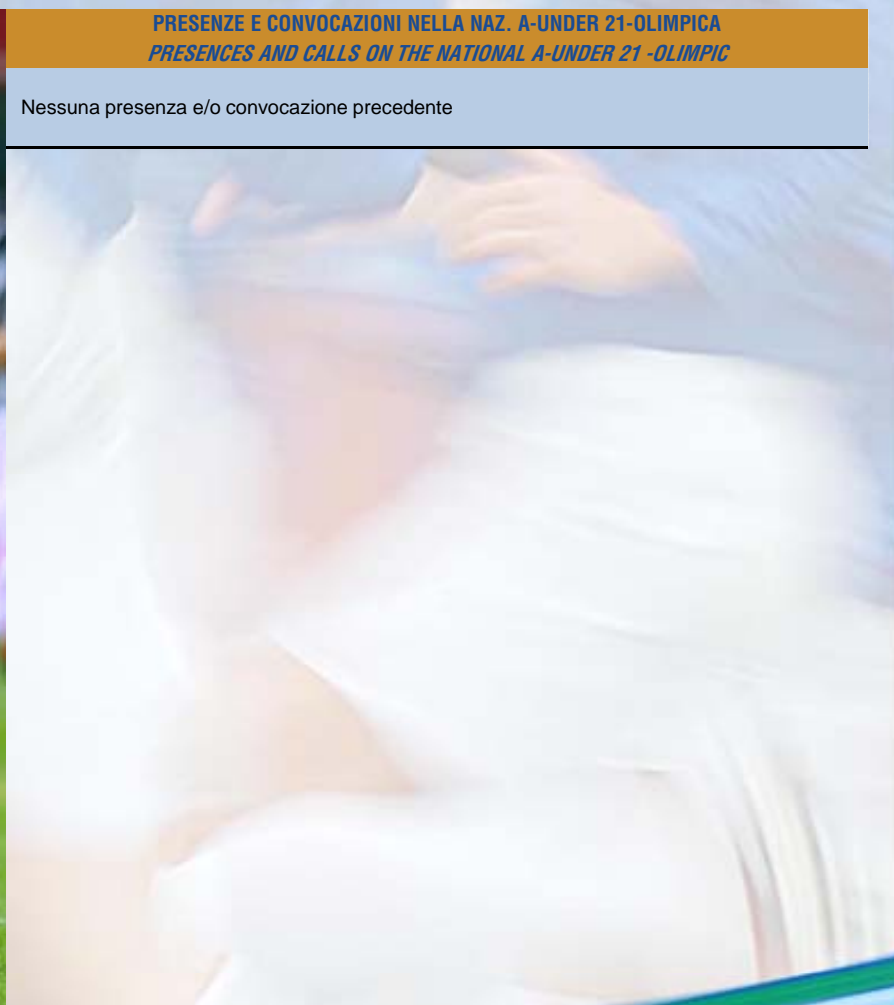 PRESENZE E CONVOCAZIONI NELLA NAZ. A-UNDER 21-OLIMPICA
PRESENCES AND CALLS ON THE NATIONAL A-UNDER 21 -OLIMPIC
Nessuna presenza e/o convocazione precedente